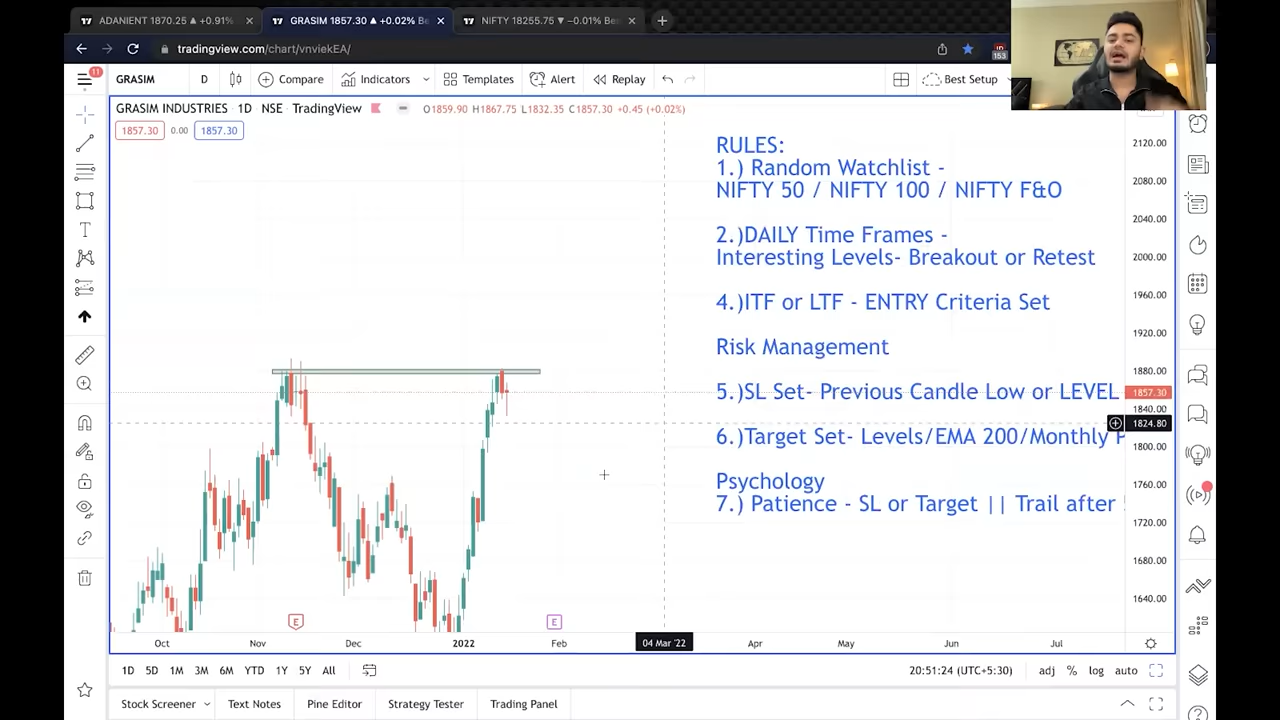 ADANIENT 1870.25 ▲ +0.91%
GRASIM 1857.30 ▲ +0.02% Be
NIFTY 18255.75 ▼ −0.01% Be
tradingview.com/chart/vnviekEA/
153
11
GRASIM
D
Compare
Indicators
Templates
Alert
Replay
Best Setup
GRASIM INDUSTRIES · 1D · NSE · TradingView
O1859.90 H1867.75 L1832.35 C1857.30 +0.45 (+0.02%)
1857.30 0.00 1857.30
RULES:
1.) Random Watchlist -
NIFTY 50 / NIFTY 100 / NIFTY F&O
2.)DAILY Time Frames -
Interesting Levels- Breakout or Retest
4.)ITF or LTF - ENTRY Criteria Set
Risk Management
5.)SL Set- Previous Candle Low or LEVEL
6.)Target Set- Levels/EMA 200/Monthly P
Psychology
7.) Patience - SL or Target || Trail after
2120.00
2080.00
2040.00
2000.00
1960.00
1920.00
1880.00
1857.30
1840.00
1824.80
1800.00
1760.00
1720.00
1680.00
1640.00
E
E
Oct Nov Dec 2022 Feb 04 Mar '22 Apr May Jun Jul
1D 5D 1M 3M 6M YTD 1Y 5Y All
20:51:24 (UTC+5:30) adj % log auto
Stock Screener Text Notes Pine Editor Strategy Tester Trading Panel